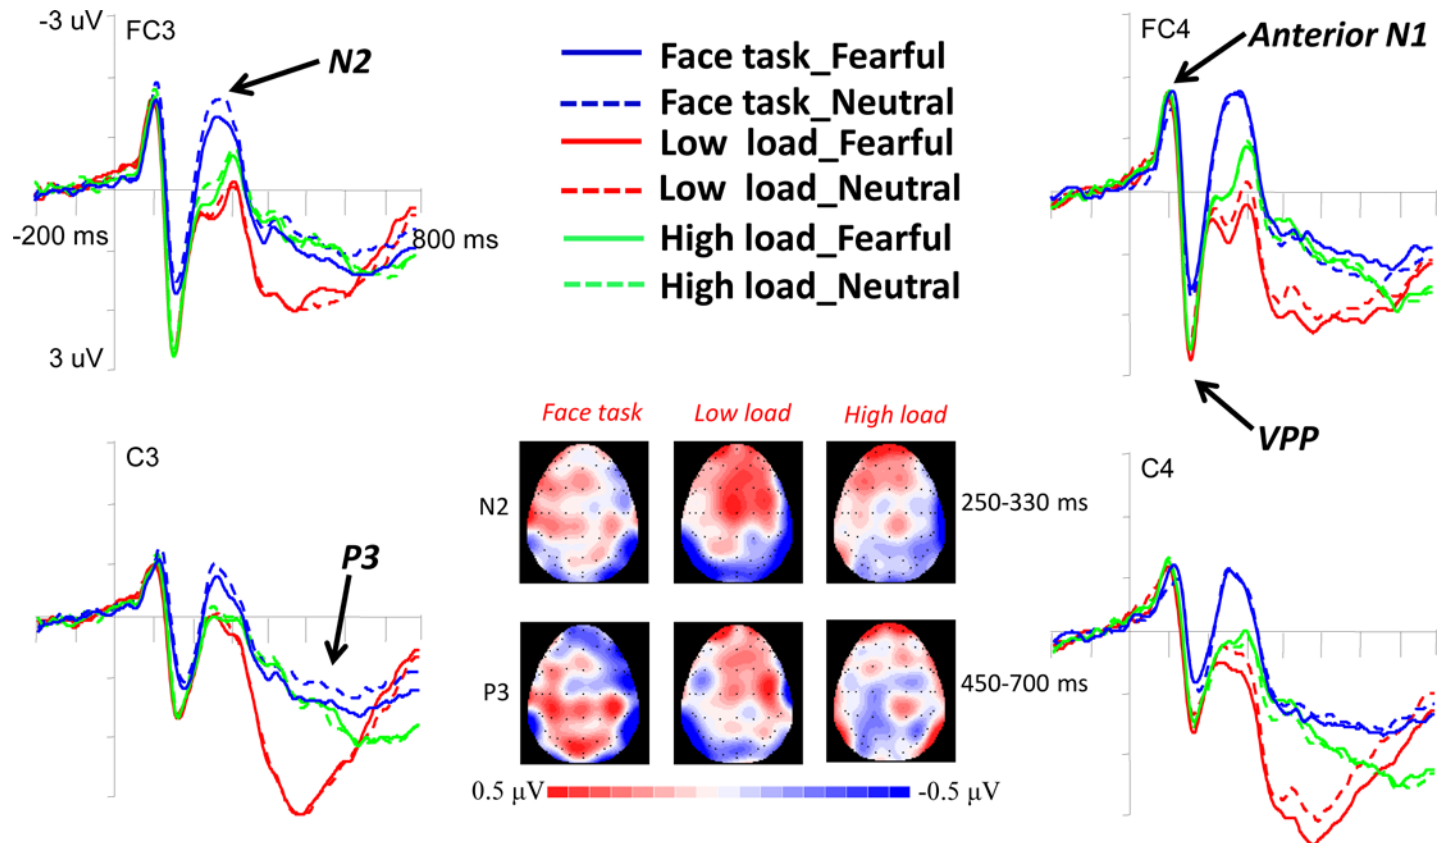 -3 uV
FC3
N2
-200 ms
800 ms
3 uV
Face task_Fearful
Face task_Neutral
Low load_Fearful
Low load_Neutral
High load_Fearful
High load_Neutral
FC4
Anterior N1
VPP
C3
P3
Face task Low load High load
N2
250-330 ms
P3
450-700 ms
0.5 μV
-0.5 μV
C4